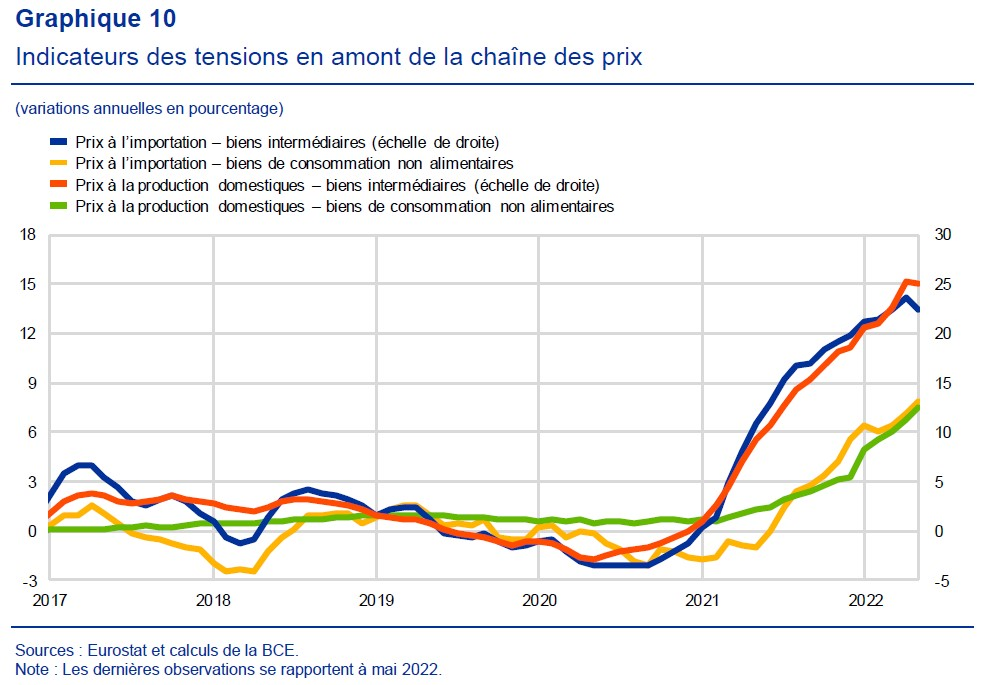 Graphique 10
Indicateurs des tensions en amont de la chaîne des prix
(variations annuelles en pourcentage)
Prix à l’importation – biens intermédiaires (échelle de droite)
Prix à l’importation – biens de consommation non alimentaires
Prix à la production domestiques – biens intermédiaires (échelle de droite)
Prix à la production domestiques – biens de consommation non alimentaires
18 30
15 25
12 20
9 15
6 10
3 5
0 0
-3 -5
2017 2018 2019 2020 2021 2022
Sources : Eurostat et calculs de la BCE.
Note : Les dernières observations se rapportent à mai 2022.